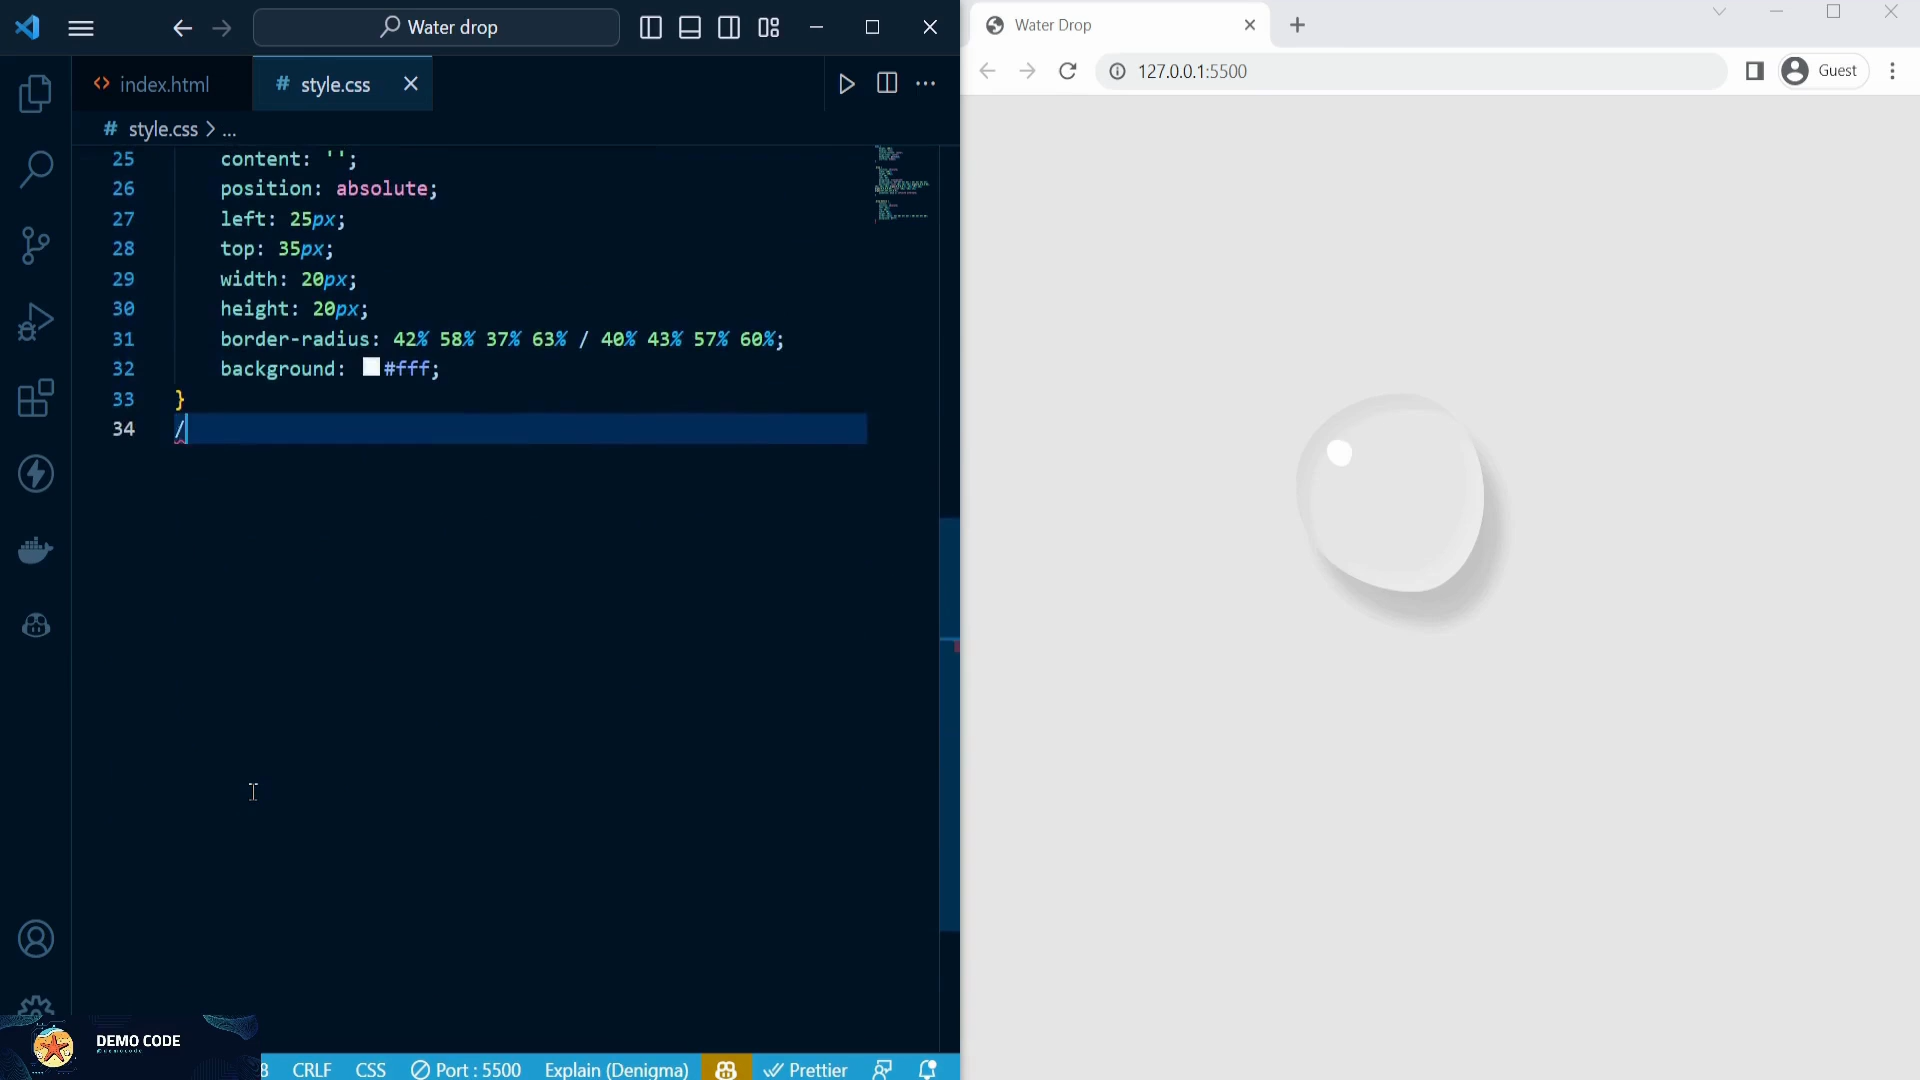 Water drop
index.html
# style.css
# style.css > ...
25 content: '';
26 position: absolute;
27 left: 25px;
28 top: 35px;
29 width: 20px;
30 height: 20px;
31 border-radius: 42% 58% 37% 63% / 40% 43% 57% 60%;
32 background: #fff;
33 }
34 /
DEMO CODE
8 CRLF CSS Port : 5500 Explain (Denigma) Prettier
Water Drop
127.0.0.1:5500
Guest